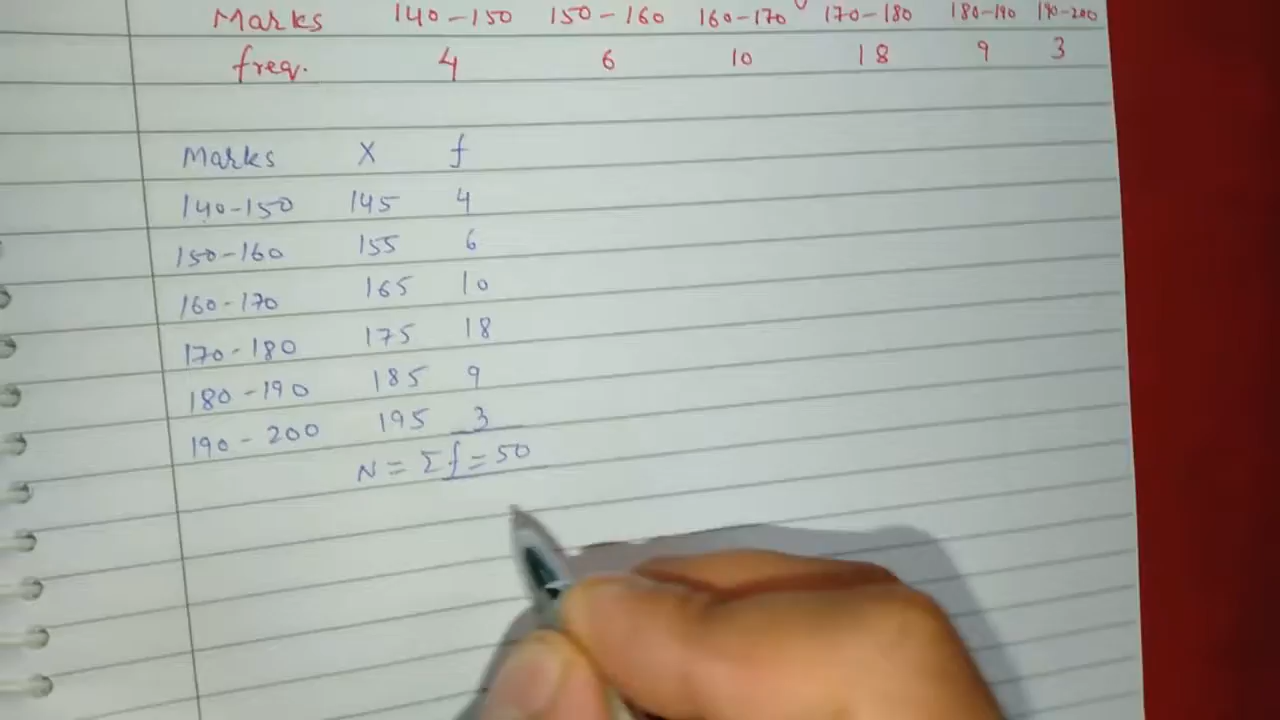 Marks 140-150 150-160 160-170 170-180 180-190 190-200
freq. 4 6 10 18 9 3
Marks X f
140-150 145 4
150-160 155 6
160-170 165 10
170-180 175 18
180-190 185 9
190-200 195 3
N = Σf = 50